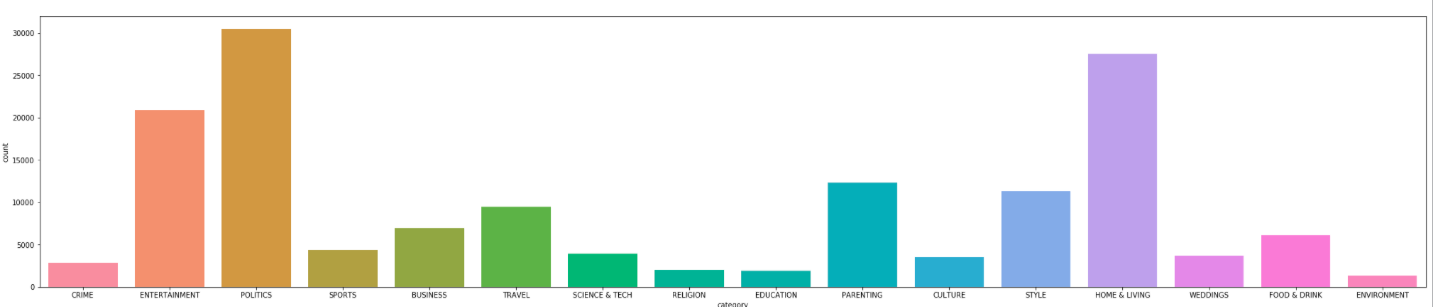 30000
25000
20000
15000
10000
5000
0
count
CRIME ENTERTAINMENT POLITICS SPORTS BUSINESS TRAVEL SCIENCE & TECH RELIGION EDUCATION PARENTING CULTURE STYLE HOME & LIVING WEDDINGS FOOD & DRINK ENVIRONMENT
category